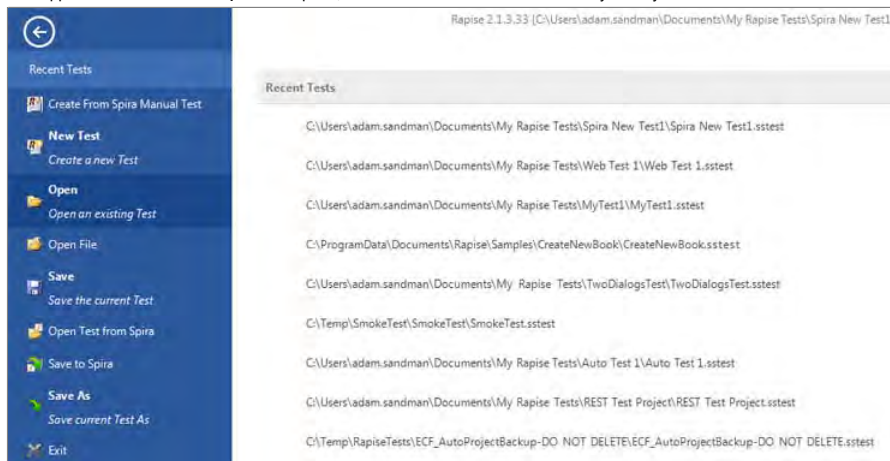 Rapise 2.1.3.33 [C:\Users\adam.sandman\Documents\My Rapise Tests\Spira New Test1
Recent Tests
Create From Spira Manual Test
New Test
Create a new Test
Open
Open an existing Test
Open File
Save
Save the current Test
Open Test from Spira
Save to Spira
Save As
Save current Test As
Exit
Recent Tests
C:\Users\adam.sandman\Documents\My Rapise Tests\Spira New Test1\Spira New Test1.sstest
C:\Users\adam.sandman\Documents\My Rapise Tests\Web Test 1\Web Test 1.sstest
C:\Users\adam.sandman\Documents\My Rapise Tests\MyTest1\MyTest1.sstest
C:\ProgramData\Documents\Rapise\Samples\CreateNewBook\CreateNewBook.sstest
C:\Users\adam.sandman\Documents\My Rapise Tests\TwoDialogsTest\TwoDialogsTest.sstest
C:\Temp\SmokeTest\SmokeTest\SmokeTest.sstest
C:\Users\adam.sandman\Documents\My Rapise Tests\Auto Test 1\Auto Test 1.sstest
C:\Users\adam.sandman\Documents\My Rapise Tests\REST Test Project\REST Test Project.sstest
C:\Temp\RapiseTests\ECF_AutoProjectBackup-DO NOT DELETE\ECF_AutoProjectBackup-DO NOT DELETE.sstest